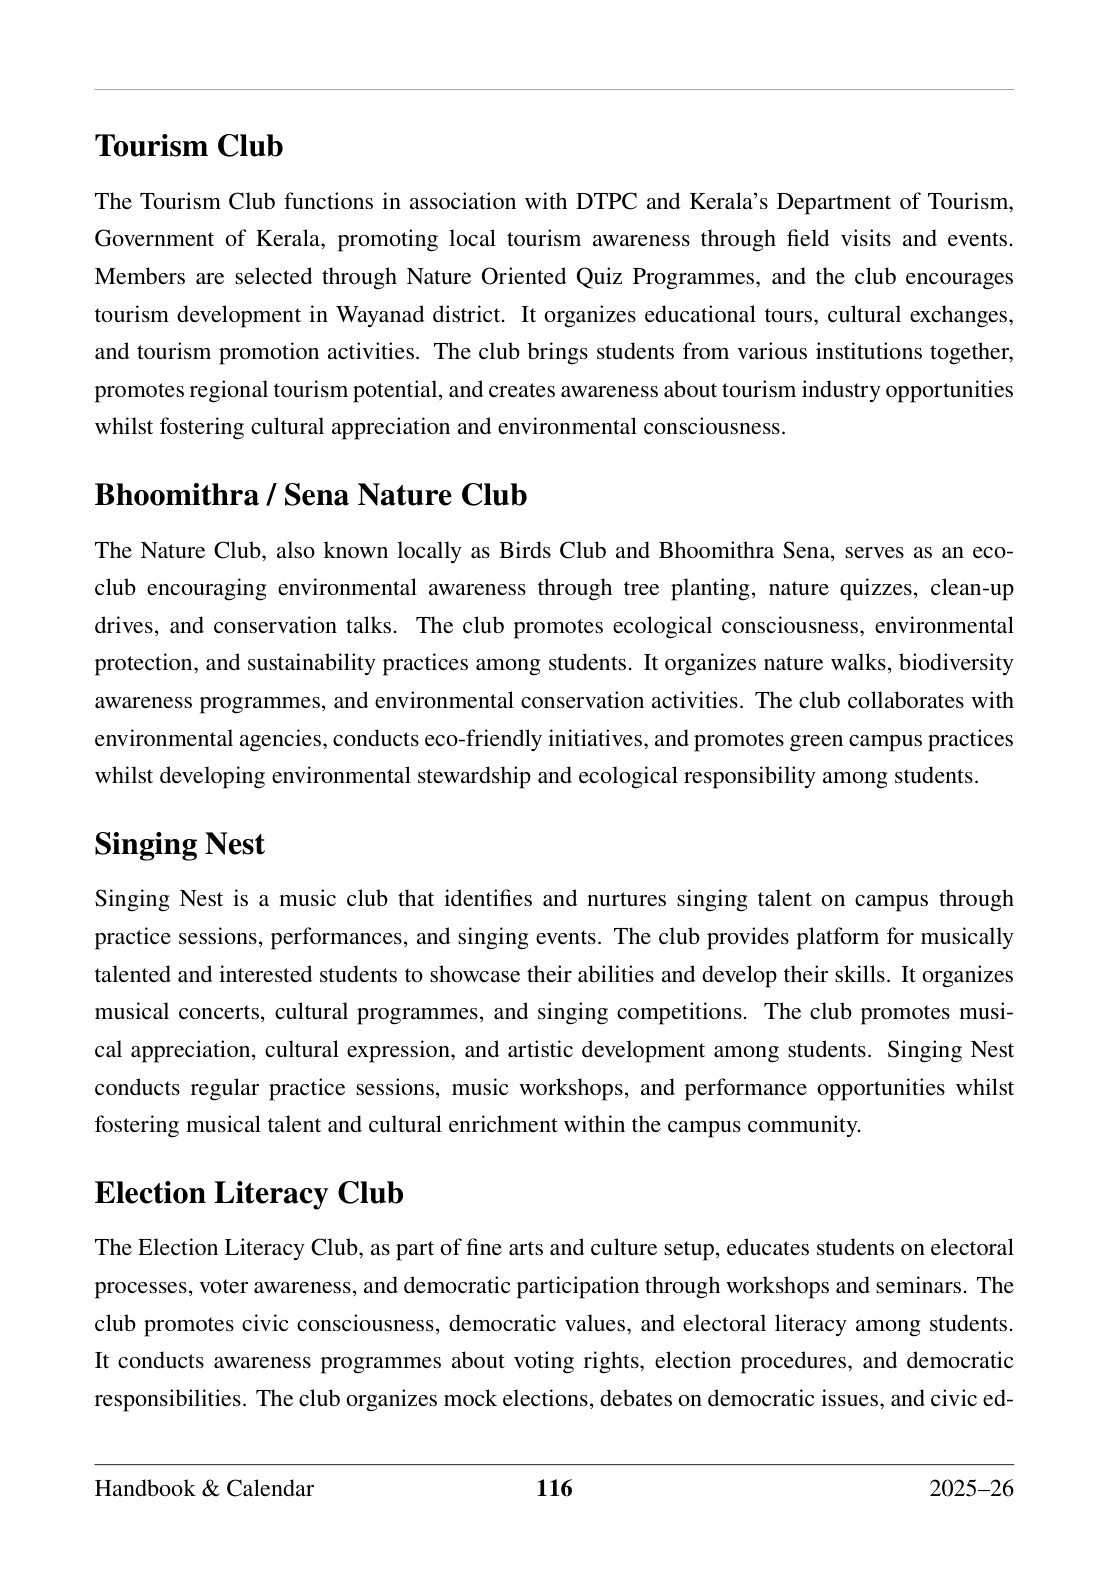 Tourism Club
The Tourism Club functions in association with DTPC and Kerala’s Department of Tourism,
Government of Kerala, promoting local tourism awareness through field visits and events.
Members are selected through Nature Oriented Quiz Programmes, and the club encourages
tourism development in Wayanad district. It organizes educational tours, cultural exchanges,
and tourism promotion activities. The club brings students from various institutions together,
promotes regional tourism potential, and creates awareness about tourism industry opportunities
whilst fostering cultural appreciation and environmental consciousness.
Bhoomithra / Sena Nature Club
The Nature Club, also known locally as Birds Club and Bhoomithra Sena, serves as an eco-
club encouraging environmental awareness through tree planting, nature quizzes, clean-up
drives, and conservation talks. The club promotes ecological consciousness, environmental
protection, and sustainability practices among students. It organizes nature walks, biodiversity
awareness programmes, and environmental conservation activities. The club collaborates with
environmental agencies, conducts eco-friendly initiatives, and promotes green campus practices
whilst developing environmental stewardship and ecological responsibility among students.
Singing Nest
Singing Nest is a music club that identifies and nurtures singing talent on campus through
practice sessions, performances, and singing events. The club provides platform for musically
talented and interested students to showcase their abilities and develop their skills. It organizes
musical concerts, cultural programmes, and singing competitions. The club promotes musi-
cal appreciation, cultural expression, and artistic development among students. Singing Nest
conducts regular practice sessions, music workshops, and performance opportunities whilst
fostering musical talent and cultural enrichment within the campus community.
Election Literacy Club
The Election Literacy Club, as part of fine arts and culture setup, educates students on electoral
processes, voter awareness, and democratic participation through workshops and seminars. The
club promotes civic consciousness, democratic values, and electoral literacy among students.
It conducts awareness programmes about voting rights, election procedures, and democratic
responsibilities. The club organizes mock elections, debates on democratic issues, and civic ed-
Handbook & Calendar 116 2025–26